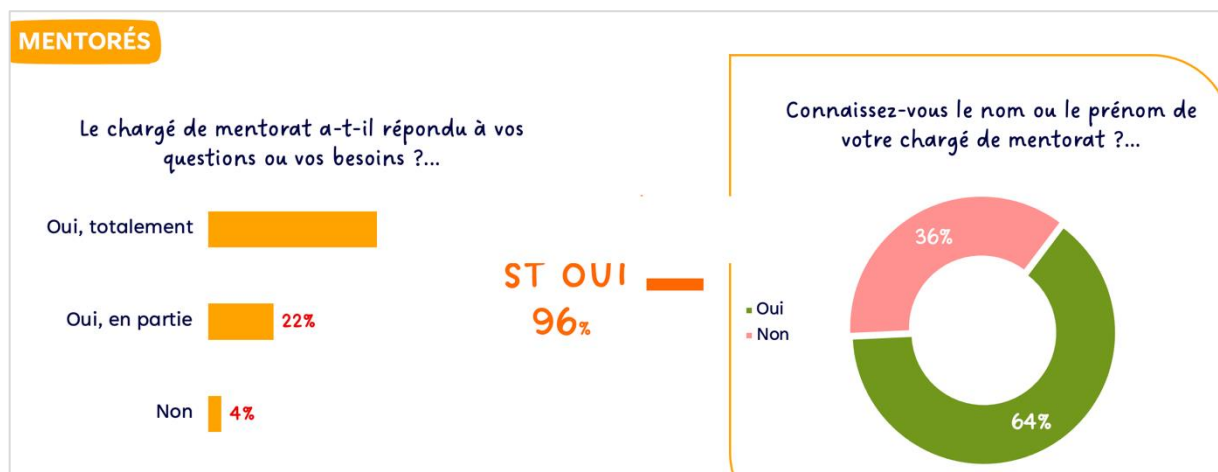 MENTORÉS
Le chargé de mentorat a-t-il répondu à vos
questions ou vos besoins ?...
Oui, totalement
Oui, en partie
22%
Non
4%
ST OUI
96%
Connaissez-vous le nom ou le prénom de
votre chargé de mentorat ?...
36%
Oui
Non
64%